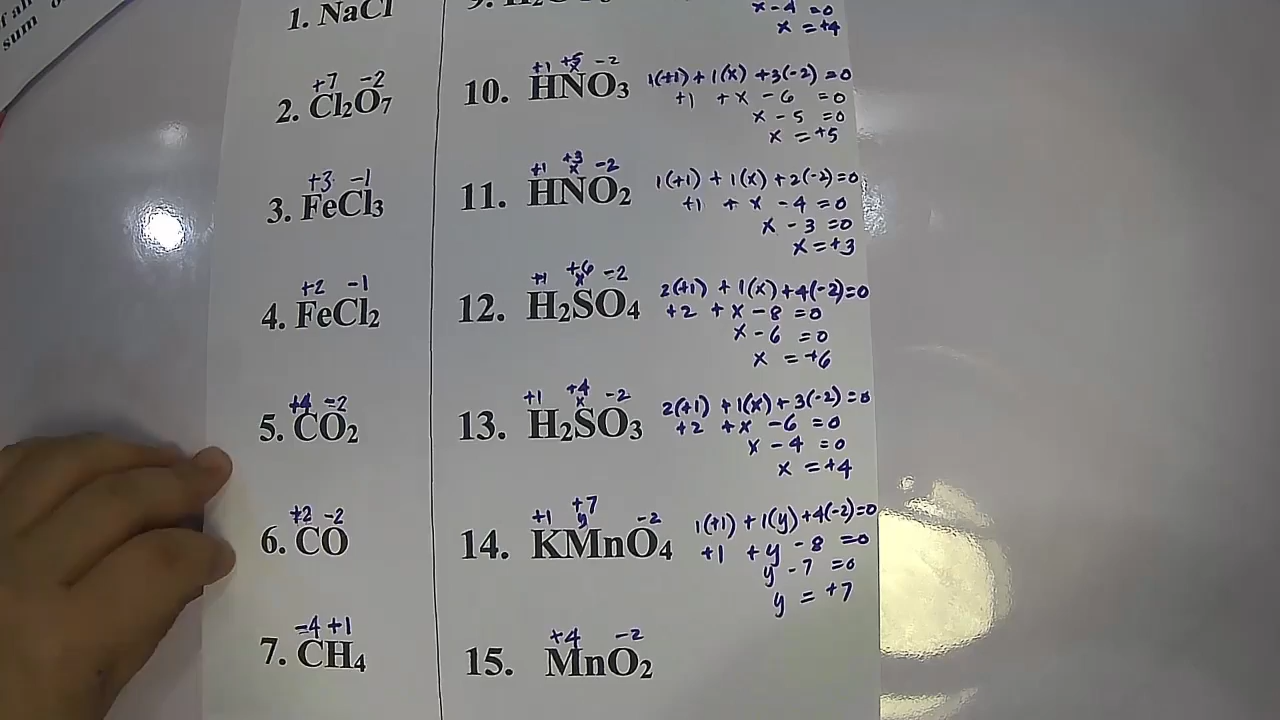 f all
sum o
1. NaCl
+7 -2
2. Cl₂O₇
+3 -1
3. FeCl₃
+2 -1
4. FeCl₂
+4 -2
5. CO₂
+2 -2
6. CO
-4 +1
7. CH₄
9.
x - 4 = 0
x = +4
+1 +5 -2
x
10. HNO₃
1(+1) + 1(x) + 3(-2) = 0
+1 + x - 6 = 0
x - 5 = 0
x = +5
+1 +3 -2
x
11. HNO₂
1(+1) + 1(x) + 2(-2) = 0
+1 + x - 4 = 0
x - 3 = 0
x = +3
+1 +6 -2
x
12. H₂SO₄
2(+1) + 1(x) + 4(-2) = 0
+2 + x - 8 = 0
x - 6 = 0
x = +6
+1 +4 -2
x
13. H₂SO₃
2(+1) + 1(x) + 3(-2) = 0
+2 + x - 6 = 0
x - 4 = 0
x = +4
+1 +7 -2
y
14. KMnO₄
1(+1) + 1(y) + 4(-2) = 0
+1 + y - 8 = 0
y - 7 = 0
y = +7
+4 -2
15. MnO₂